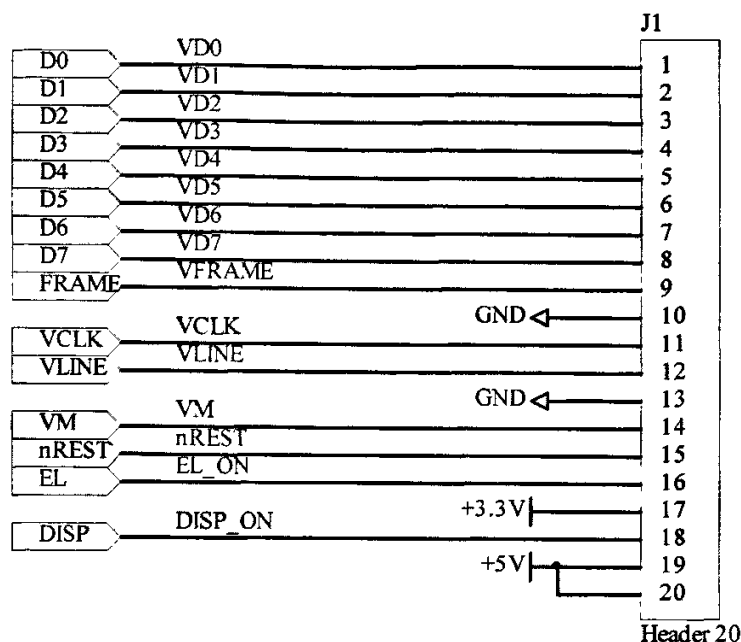 J1
VD0
D0 1
VD1
D1 2
VD2
D2 3
VD3
D3 4
VD4
D4 5
VD5
D5 6
VD6
D6 7
VD7
D7 8
VFRAME
FRAME 9
GND 10
VCLK
VCLK 11
VLINE
VLINE 12
GND 13
VM
VM 14
nREST
nREST 15
EL_ON
EL 16
+3.3V 17
DISP_ON
DISP 18
+5V 19
20
Header 20